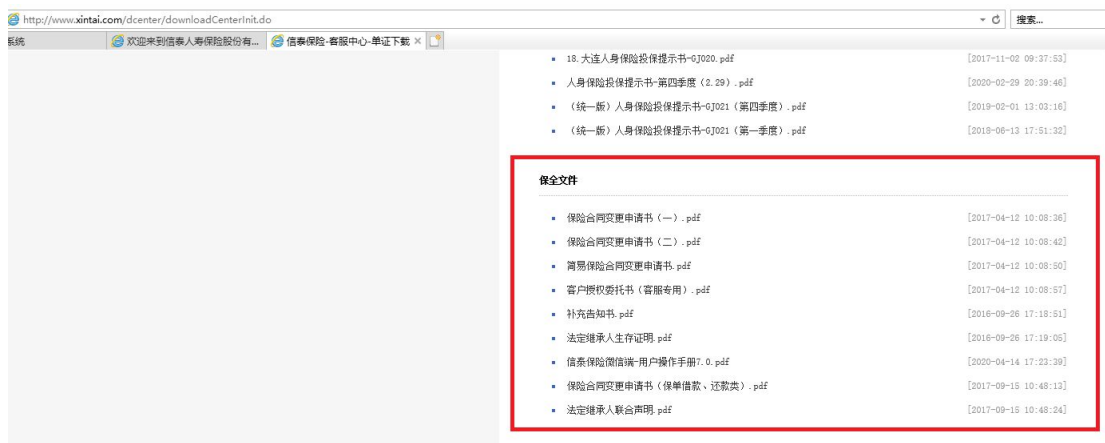 http://www.xintai.com/dcenter/downloadCenterInit.do 搜索...
系统 欢迎来到信泰人寿保险股份有... 信泰保险-客服中心-单证下载 ×
18.大连人身保险投保提示书-GJ020.pdf [2017-11-02 09:37:53]
人身保险投保提示书-第四季度（2.29）.pdf [2020-02-29 20:39:46]
（统一版）人身保险投保提示书-GJ021（第四季度）.pdf [2019-02-01 13:03:16]
（统一版）人身保险投保提示书-GJ021（第一季度）.pdf [2018-06-13 17:51:32]
保全文件
保险合同变更申请书（一）.pdf [2017-04-12 10:08:36]
保险合同变更申请书（二）.pdf [2017-04-12 10:08:42]
简易保险合同变更申请书.pdf [2017-04-12 10:08:50]
客户授权委托书（客服专用）.pdf [2017-04-12 10:08:57]
补充告知书.pdf [2016-09-26 17:18:51]
法定继承人生存证明.pdf [2016-09-26 17:19:05]
信泰保险微信端-用户操作手册7.0.pdf [2020-04-14 17:23:39]
保险合同变更申请书（保单借款、还款类）.pdf [2017-09-15 10:48:13]
法定继承人联合声明.pdf [2017-09-15 10:48:24]